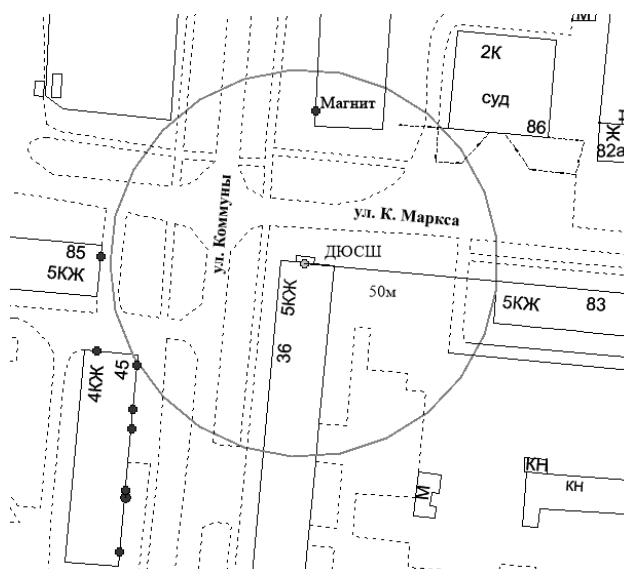 М
2К
Магнит
суд
86
Ж
82а
ул. Коммуны
ул. К. Маркса
85
5КЖ
ДЮСШ
5КЖ
50м
5КЖ
83
36
45
4КЖ
КН
кн
М